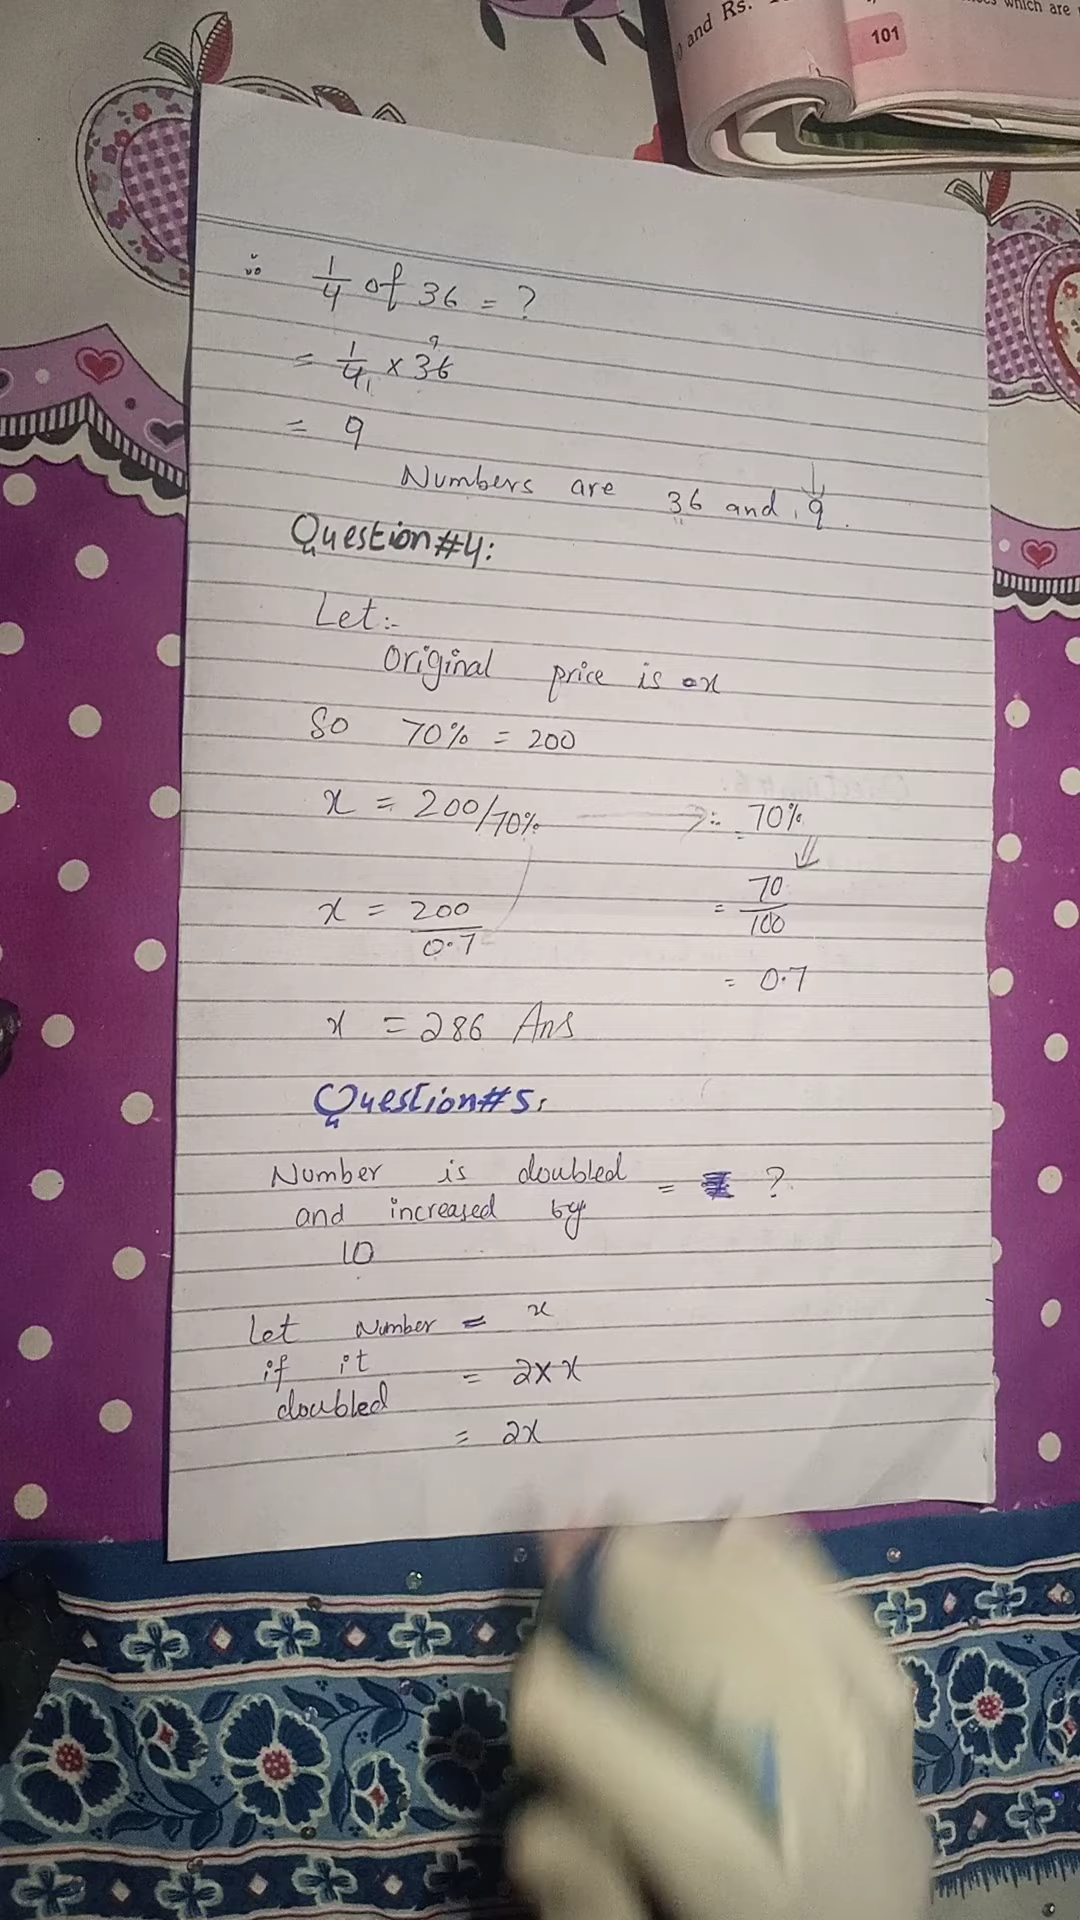 and Rs.
which are
101
∴ 1/4 of 36 = ?
= 1/4 1 × 36 9
= 9
Numbers are 36 and 9.
Question#4:
Let:-
original price is x
So 70% = 200
x = 200/70% → ∴ 70%
= 70/100
x = 200/0.7
= 0.7
x = 286 Ans
Question#5:
Number is doubled = ?
and increased by
10
Let Number = x
if it = 2×x
doubled
= 2x